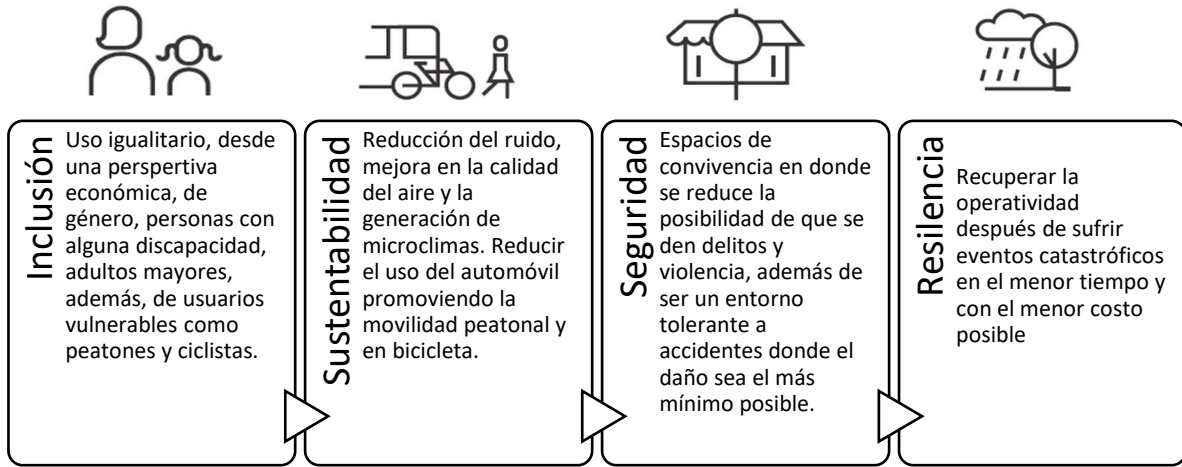 Inclusión
Uso igualitario, desde
una perspertiva
económica, de
género, personas con
alguna discapacidad,
adultos mayores,
además, de usuarios
vulnerables como
peatones y ciclistas.
Sustentabilidad
Reducción del ruido,
mejora en la calidad
del aire y la
generación de
microclimas. Reducir
el uso del automóvil
promoviendo la
movilidad peatonal y
en bicicleta.
Seguridad
Espacios de
convivencia en donde
se reduce la
posibilidad de que se
den delitos y
violencia, además de
ser un entorno
tolerante a
accidentes donde el
daño sea el más
mínimo posible.
Resilencia
Recuperar la
operatividad
después de sufrir
eventos catastróficos
en el menor tiempo y
con el menor costo
posible